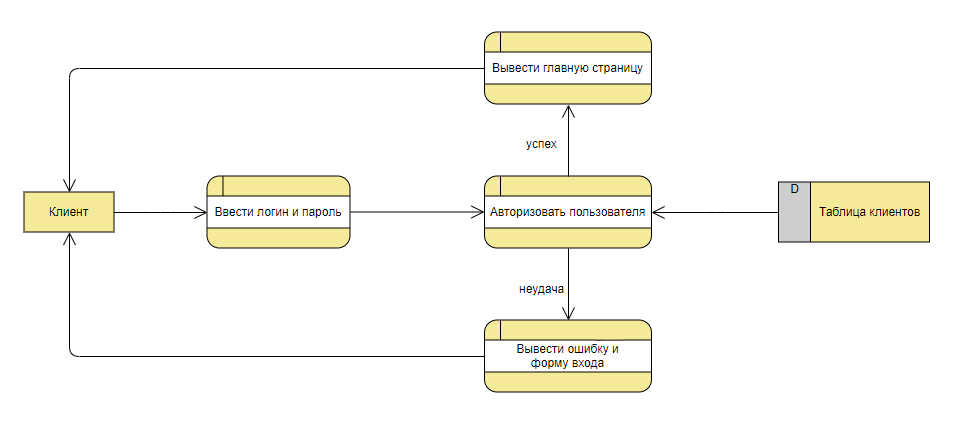 Вывести главную страницу
успех
Клиент
Ввести логин и пароль
Авторизовать пользователя
D
Таблица клиентов
неудача
Вывести ошибку и
форму входа